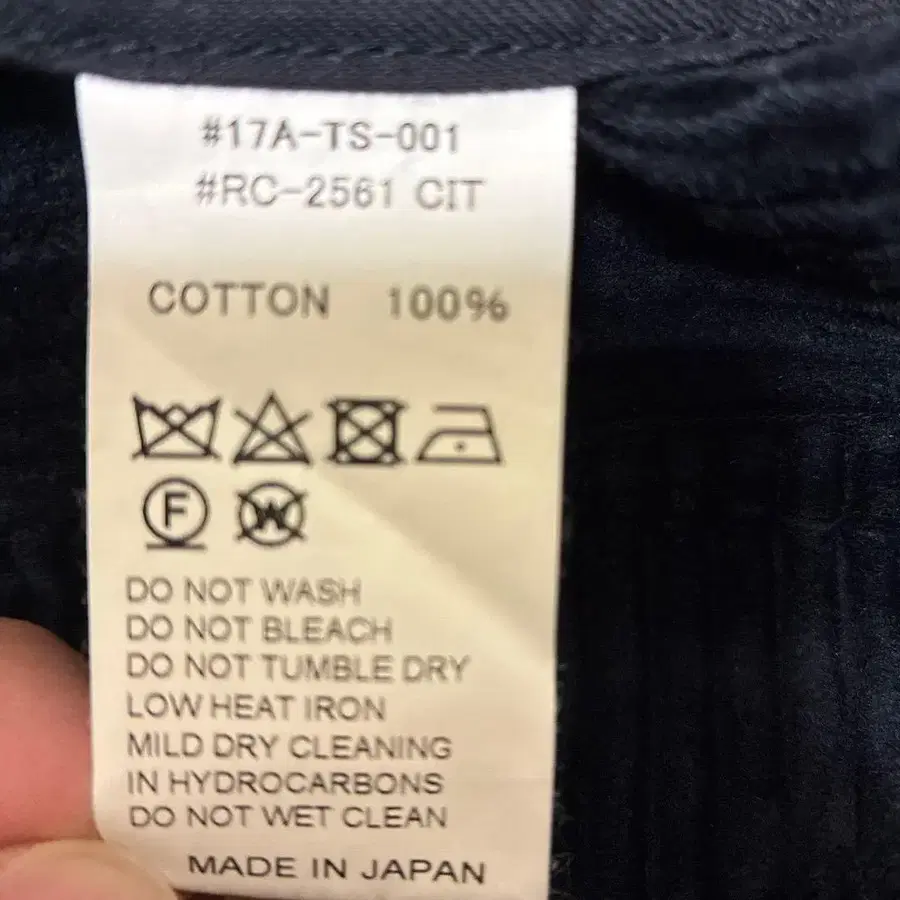 #17A-TS-001
#RC-2561 CIT
COTTON 100%
F W
DO NOT WASH
DO NOT BLEACH
DO NOT TUMBLE DRY
LOW HEAT IRON
MILD DRY CLEANING
IN HYDROCARBONS
DO NOT WET CLEAN
MADE IN JAPAN